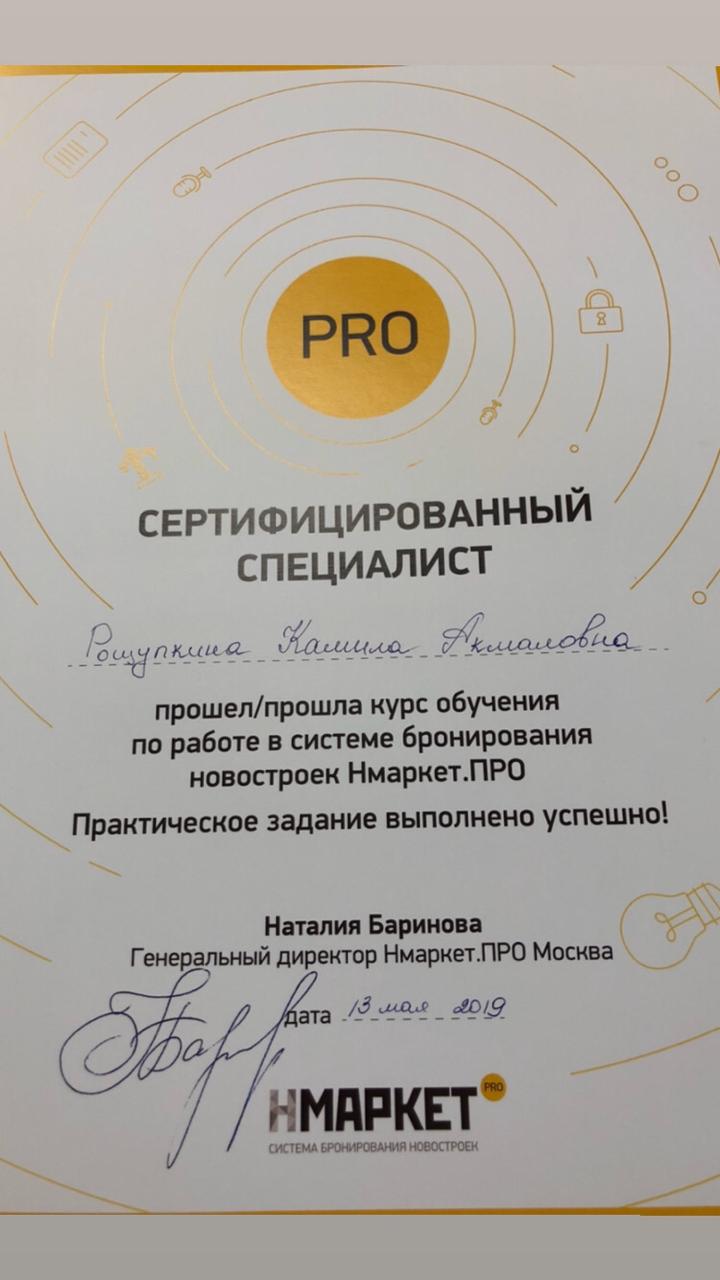 PRO
СЕРТИФИЦИРОВАННЫЙ
СПЕЦИАЛИСТ
Рощупкина Камила Акмаловна
прошел/прошла курс обучения
по работе в системе бронирования
новостроек Нмаркет.ПРО
Практическое задание выполнено успешно!
Наталия Баринова
Генеральный директор Нмаркет.ПРО Москва
дата 13 мая 2019
НМАРКЕТ PRO
СИСТЕМА БРОНИРОВАНИЯ НОВОСТРОЕК